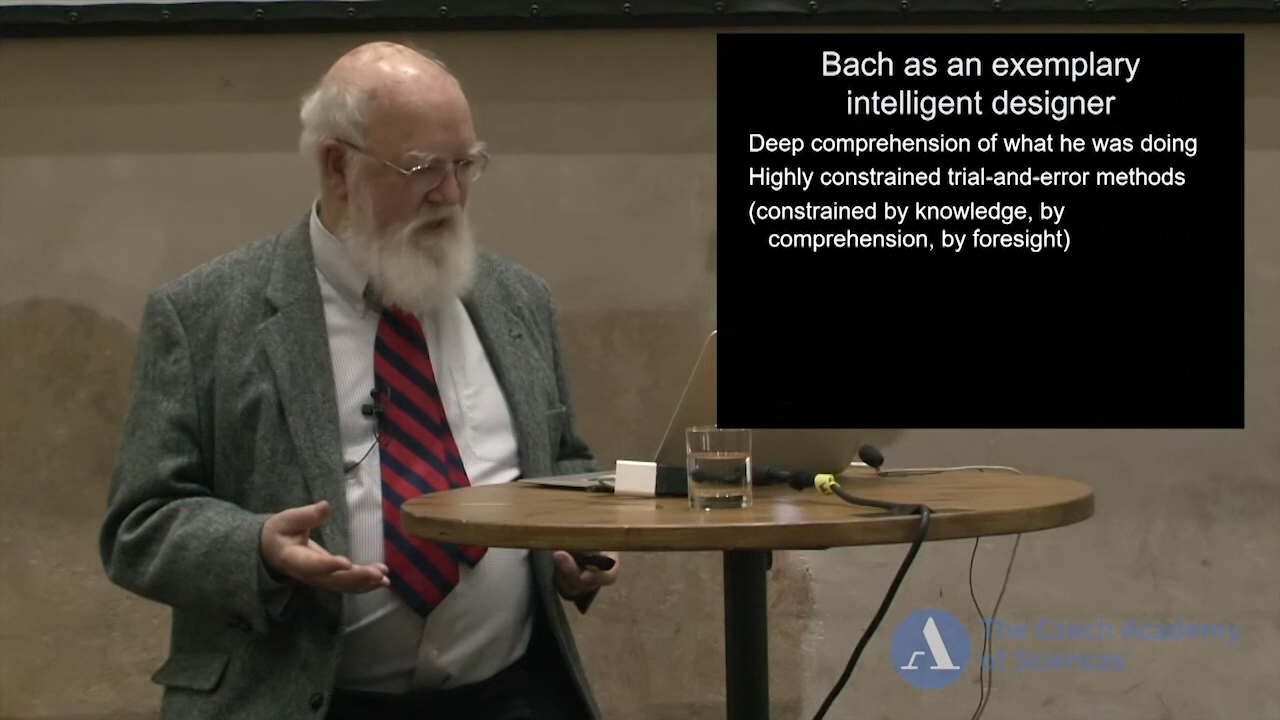 Bach as an exemplary
intelligent designer
Deep comprehension of what he was doing
Highly constrained trial-and-error methods
(constrained by knowledge, by
comprehension, by foresight)
The Czech Academy
of Sciences